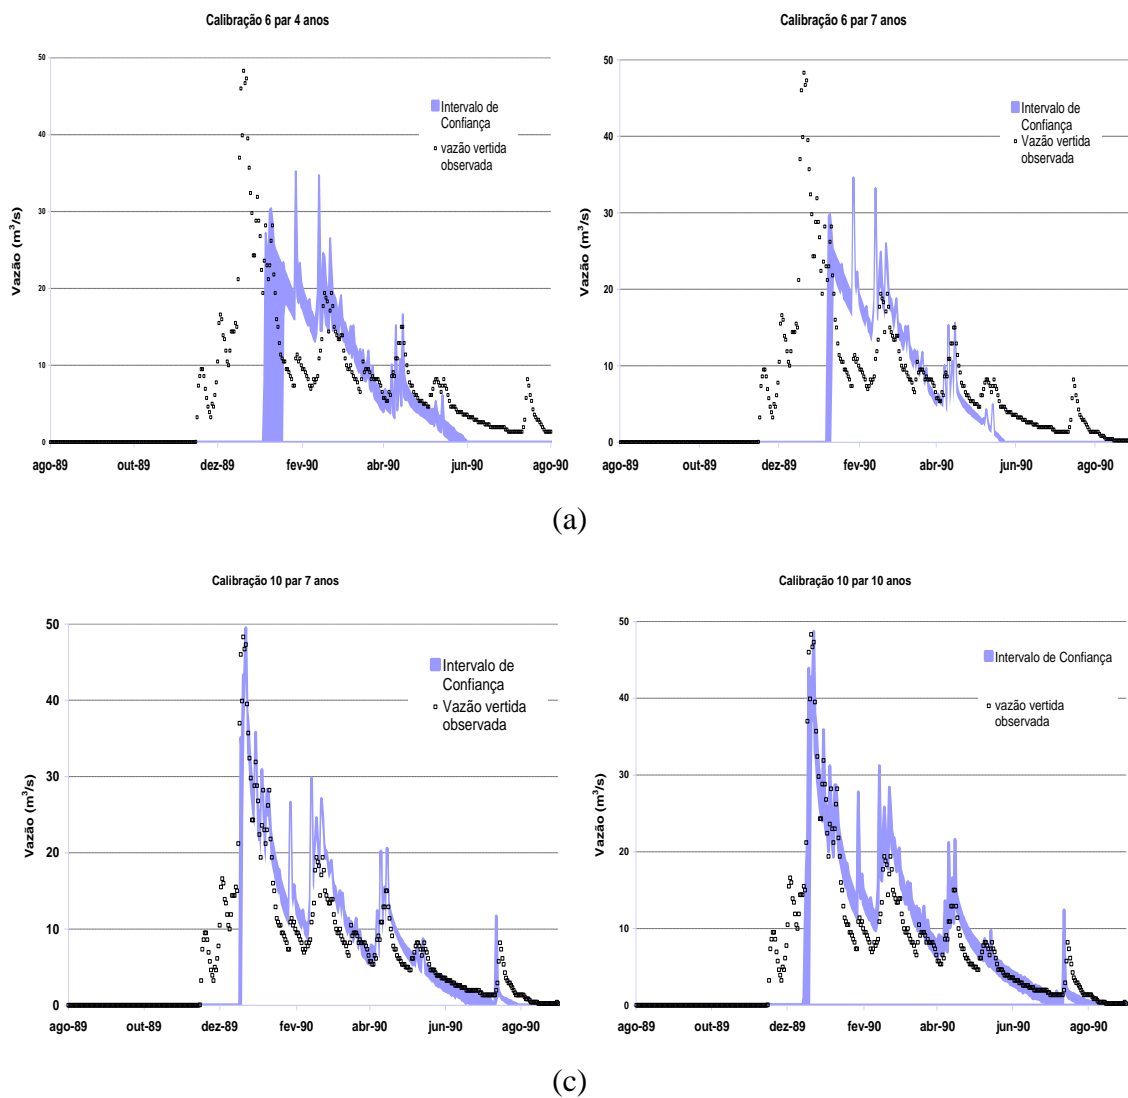 Calibração 6 par 4 anos
50
40
30
20
10
0
Vazão (m³/s)
Intervalo de
Confiança
vazão vertida
observada
ago-89 out-89 dez-89 fev-90 abr-90 jun-90 ago-90
Calibração 6 par 7 anos
50
40
30
20
10
0
Vazão (m³/s)
Intervalo de
Confiança
Vazão vertida
observada
ago-89 out-89 dez-89 fev-90 abr-90 jun-90 ago-90
(a)
Calibração 10 par 7 anos
50
40
30
20
10
0
Vazão (m³/s)
Intervalo de
Confiança
Vazão vertida
observada
ago-89 out-89 dez-89 fev-90 abr-90 jun-90 ago-90
Calibração 10 par 10 anos
50
40
30
20
10
0
Vazão (m³/s)
Intervalo de Confiança
vazão vertida
observada
ago-89 out-89 dez-89 fev-90 abr-90 jun-90 ago-90
(c)